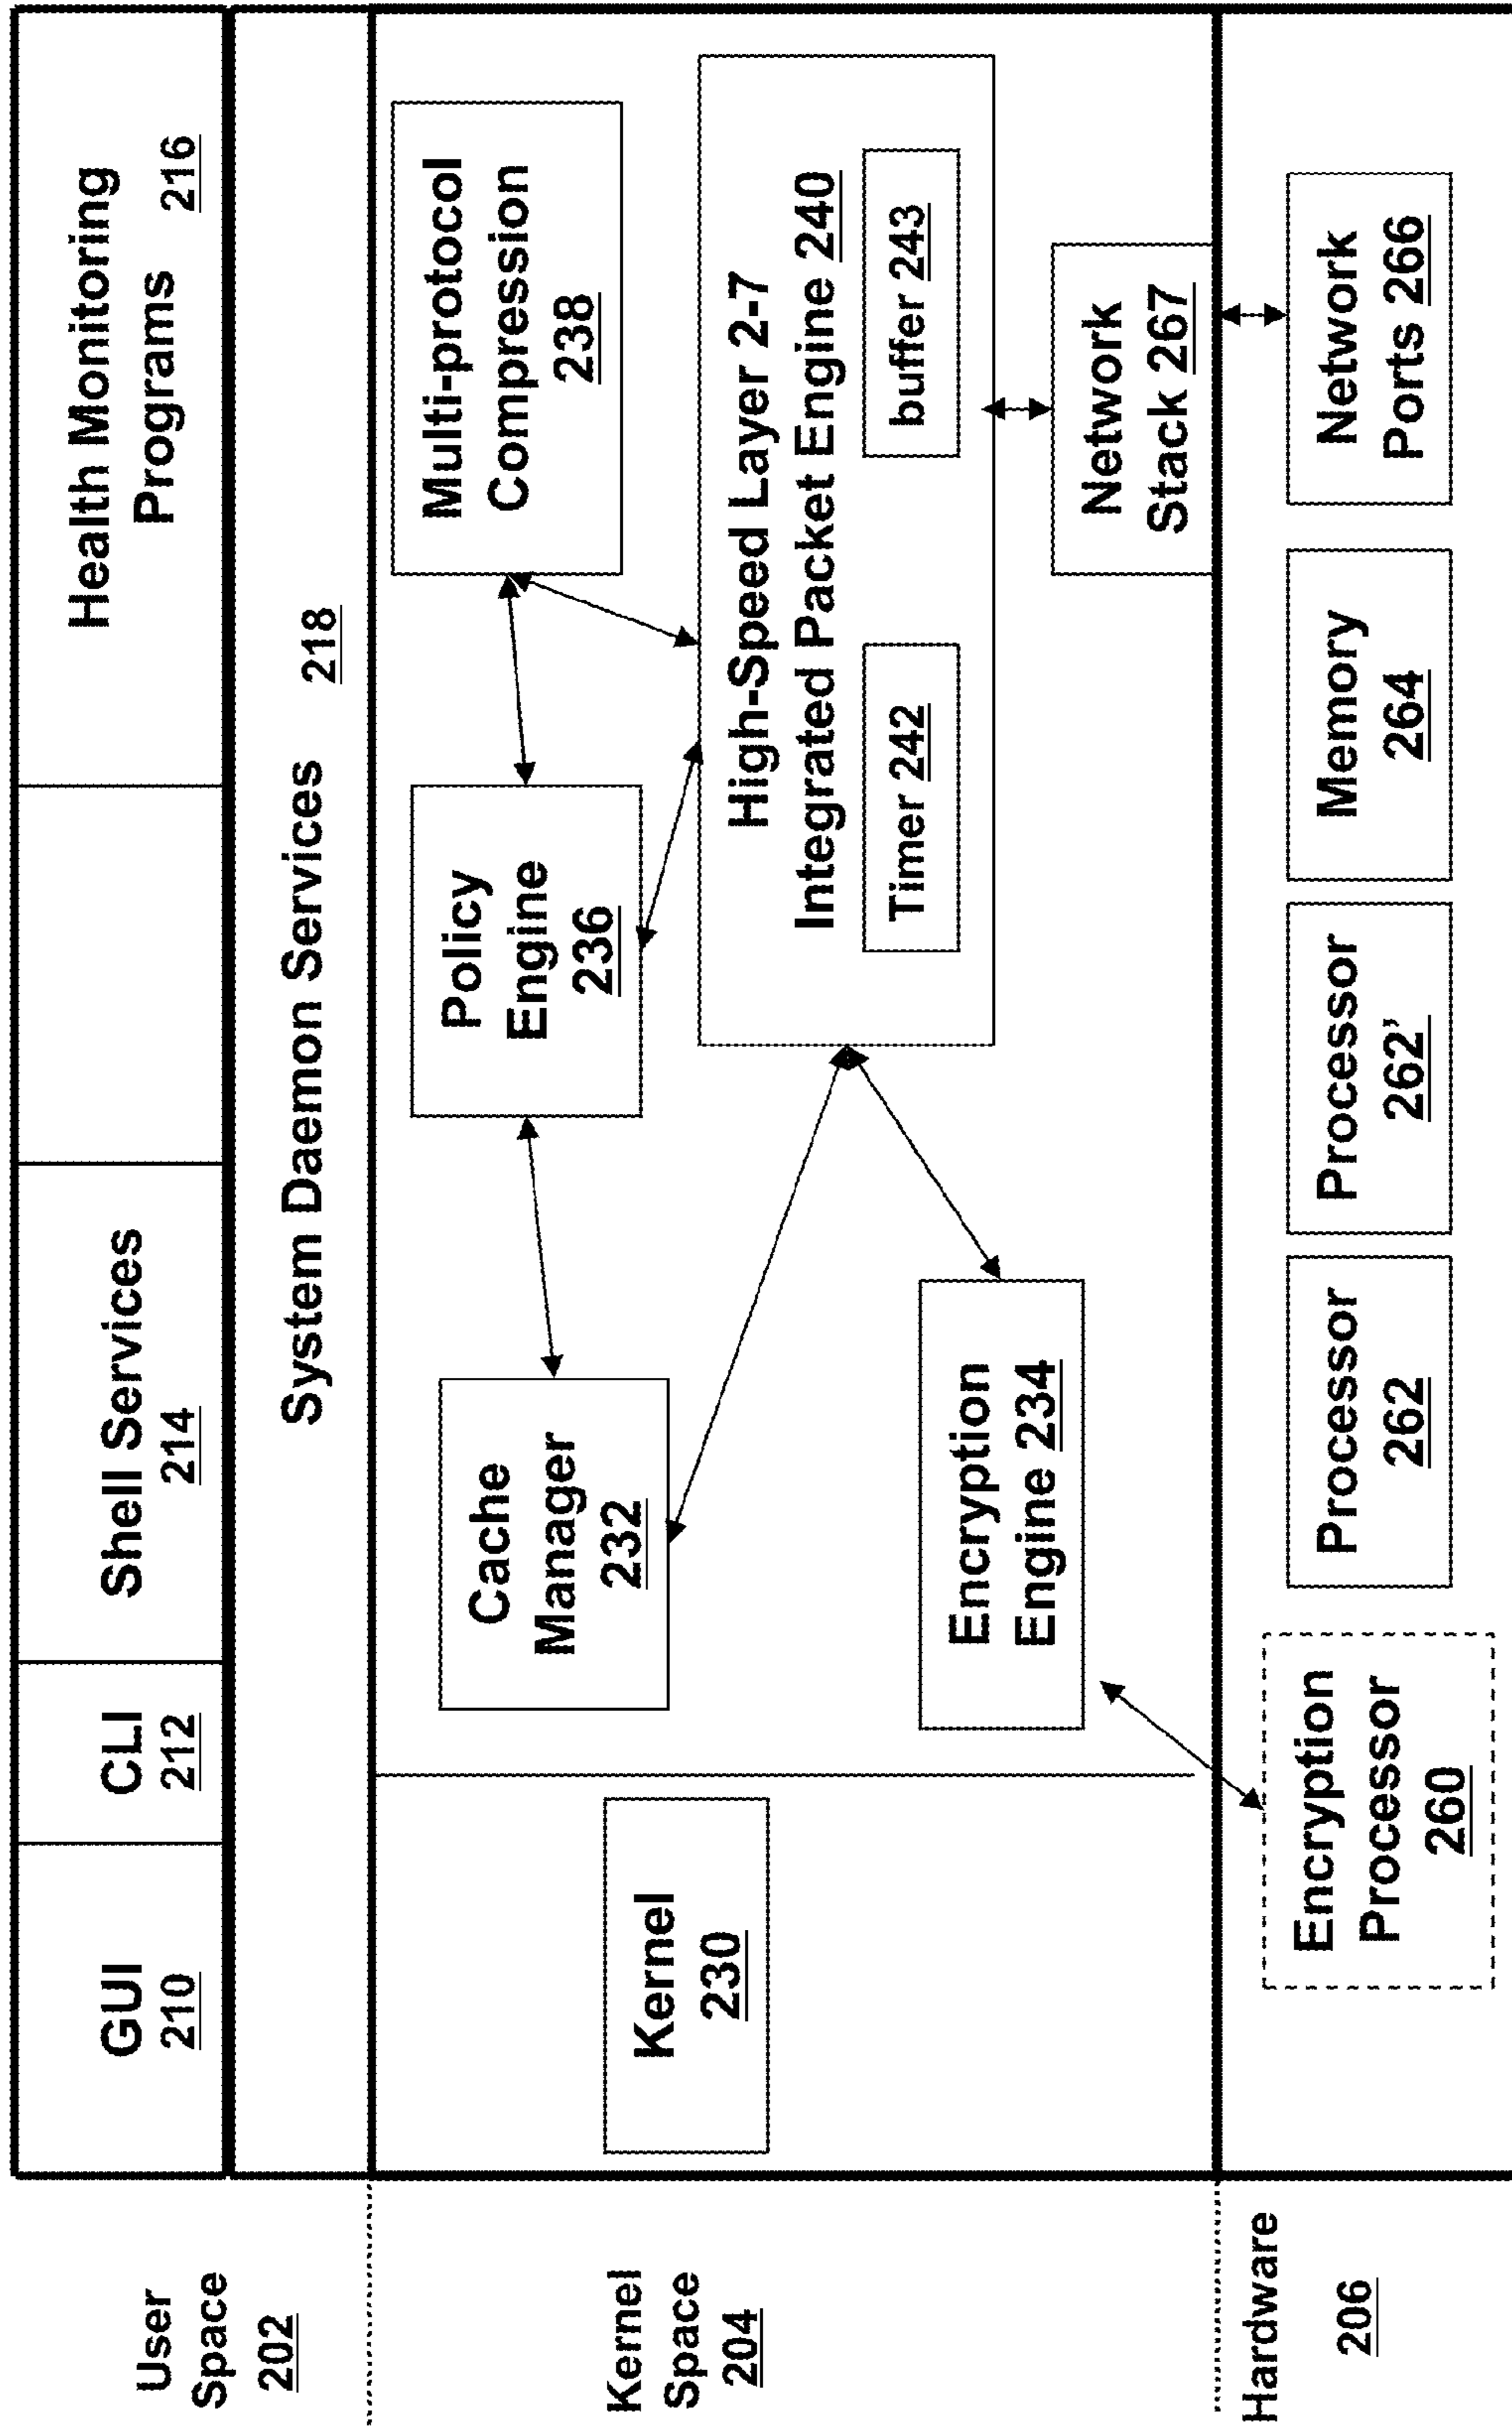 User
Space
202
GUI
210
CLI
212
Shell Services
214
Health Monitoring
Programs 216
System Daemon Services 218
Kernel
Space
204
Kernel
230
Cache
Manager
232
Policy
Engine
236
Multi-protocol
Compression
238
High-Speed Layer 2-7
Integrated Packet Engine 240
Timer 242
buffer 243
Encryption
Engine 234
Network
Stack 267
Hardware
206
Encryption
Processor
260
Processor
262
Processor
262’
Memory
264
Network
Ports 266